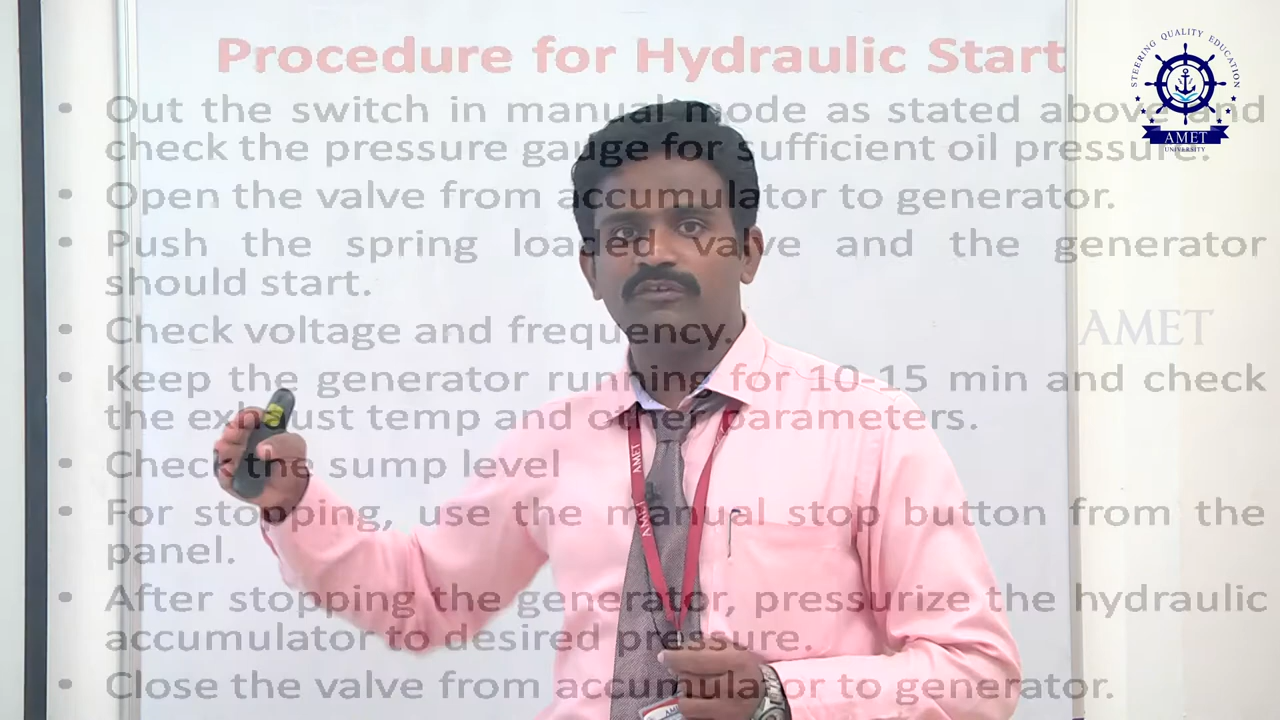 Procedure for Hydraulic Start
• Out the switch in manual mode as stated above and
check the pressure gauge for sufficient oil pressure.
• Open the valve from accumulator to generator.
• Push the spring loaded valve and the generator
should start.
• Check voltage and frequency.
• Keep the generator running for 10-15 min and check
the exhaust temp and other parameters.
• Check the sump level
• For stopping, use the manual stop button from the
panel.
• After stopping the generator, pressurize the hydraulic
accumulator to desired pressure.
• Close the valve from accumulator to generator.
STEERING QUALITY EDUCATION
AMET
UNIVERSITY
AMET
AMET
AMET